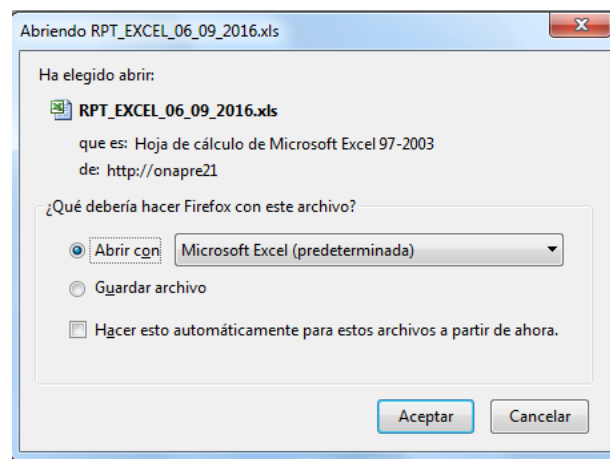 Abriendo RPT_EXCEL_06_09_2016.xls
Ha elegido abrir:
RPT_EXCEL_06_09_2016.xls
que es: Hoja de cálculo de Microsoft Excel 97-2003
de: http://onapre21
¿Qué debería hacer Firefox con este archivo?
Abrir con Microsoft Excel (predeterminada)
Guardar archivo
Hacer esto automáticamente para estos archivos a partir de ahora.
Aceptar Cancelar